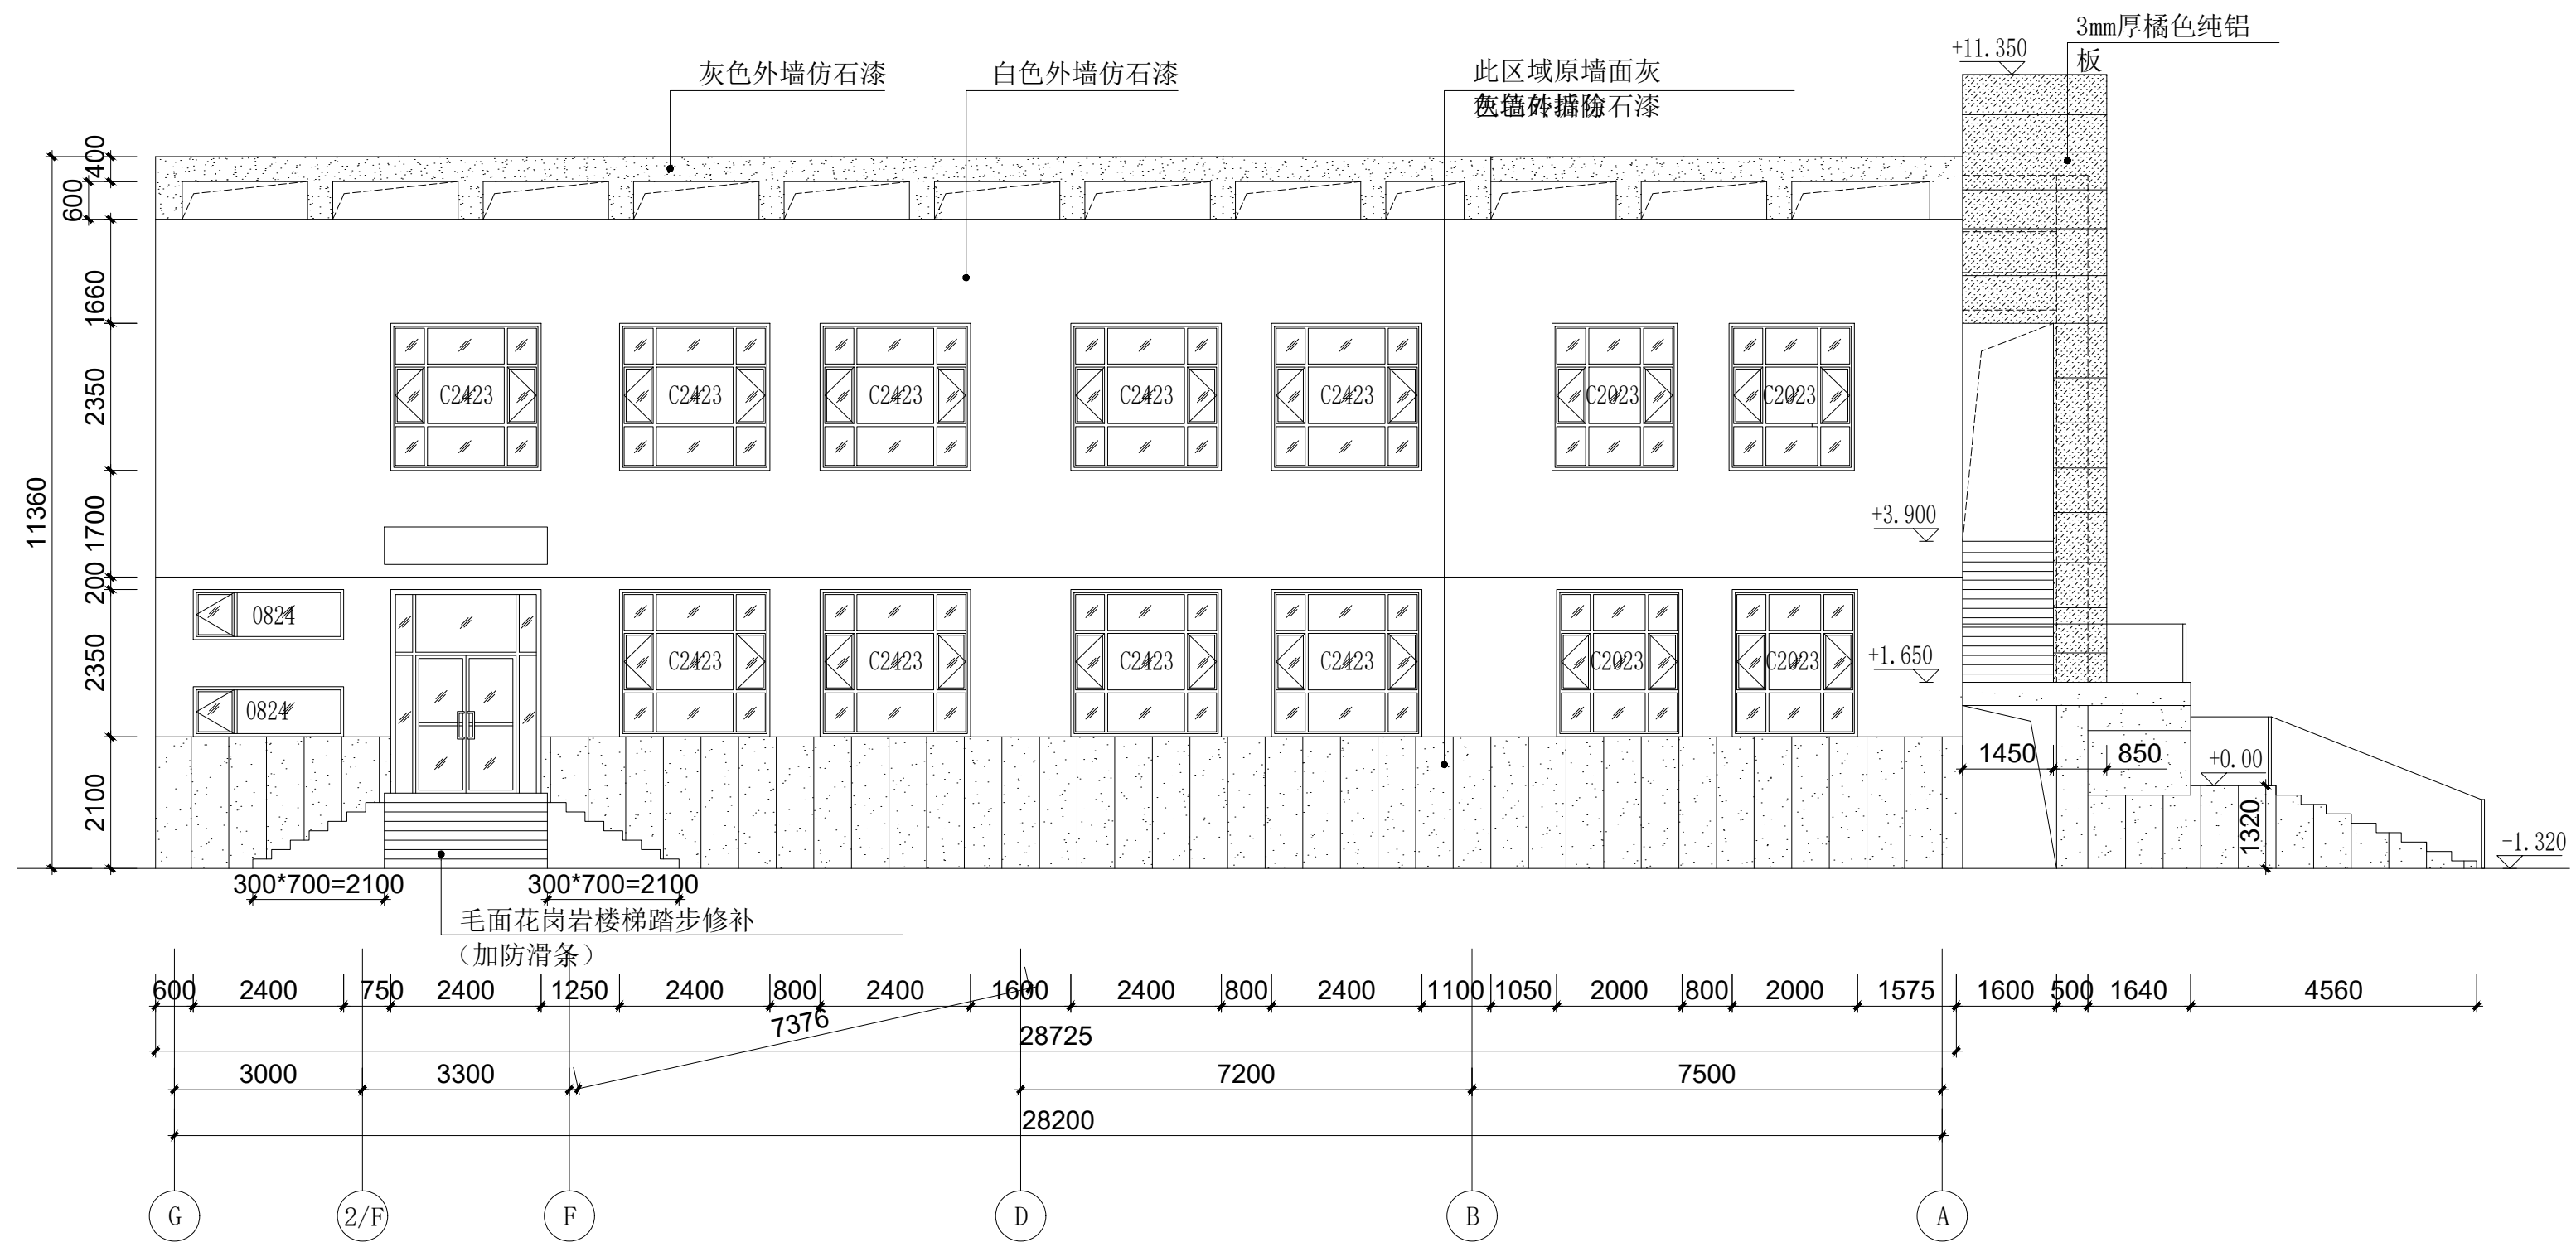 3mm厚橘色纯铝
板
+11.350
灰色外墙仿石漆
白色外墙仿石漆
此区域原墙面灰
400
600
1660
2350
1700
200
2350
2100
11360
C2423
C2423
C2423
C2423
C2423
C2023
C2023
+3.900
0824
C2423
C2423
C2423
C2423
C2023
C2023
+1.650
0824
1450
850
+0.00
1320
-1.320
300*700=2100
300*700=2100
毛面花岗岩楼梯踏步修补
（加防滑条）
600
2400
750
2400
1250
2400
800
2400
1600
2400
800
2400
1100
1050
2000
800
2000
1575
1600
500
1640
4560
7376
28725
3000
3300
7200
7500
28200
G
2/F
F
D
B
A